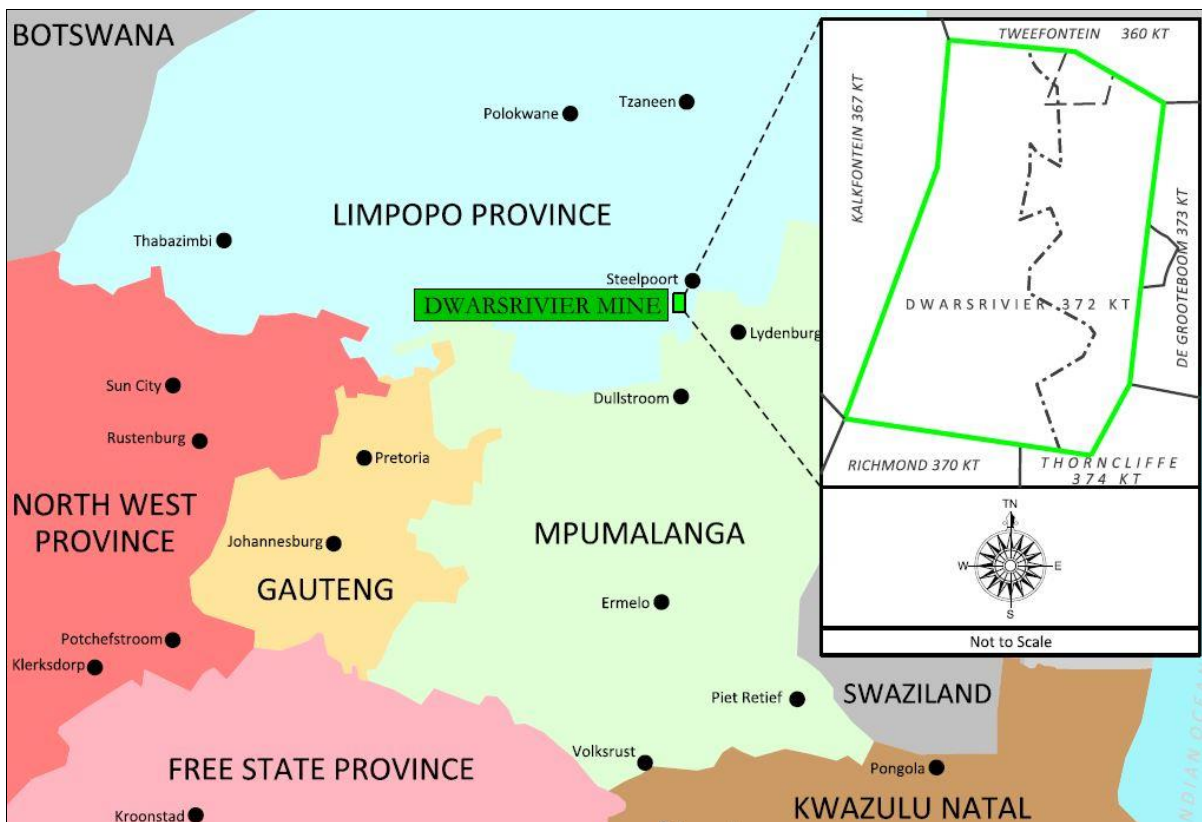 BOTSWANA
Polokwane
Tzaneen
LIMPOPO PROVINCE
Thabazimbi
Steelpoort
DWARSRIVIER MINE
Lydenburg
Sun City
Dullstroom
Rustenburg
Pretoria
NORTH WEST
PROVINCE
MPUMALANGA
Johannesburg
GAUTENG
Ermelo
Potchefstroom
Klerksdorp
Piet Retief
SWAZILAND
Volksrust
Pongola
FREE STATE PROVINCE
KWAZULU NATAL
Kroonstad
TWEEFONTEIN 360 KT
KALKFONTEIN 367 KT
DWARSRIVIER 372 KT
DE GROOTEBOOM 373 KT
RICHMOND 370 KT
THORNCLIFFE
374 KT
TN
W
E
S
Not to Scale